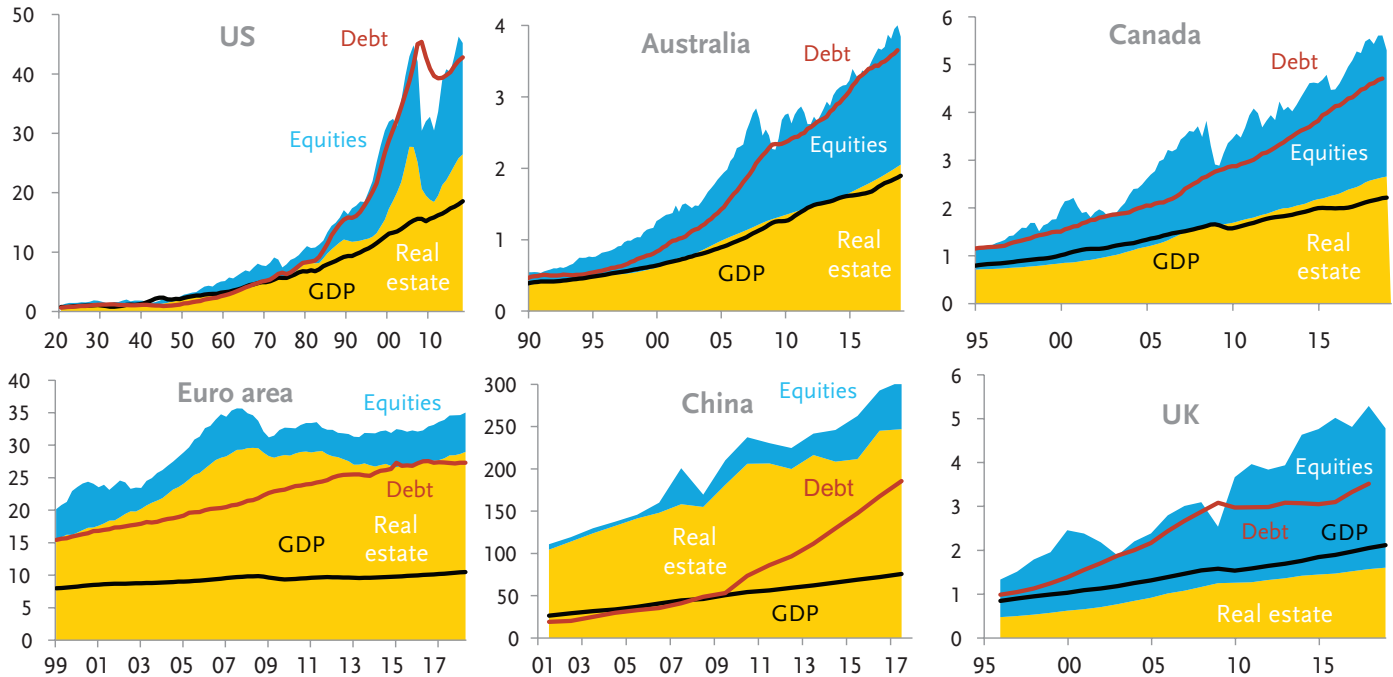 US
50
40
30
20
10
0
Debt
Equities
Real
estate
GDP
20 30 40 50 60 70 80 90 00 10
Australia
4
3
2
1
0
Debt
Equities
Real
estate
GDP
90 95 00 05 10 15
Canada
6
5
4
3
2
1
0
Debt
Equities
Real
estate
GDP
95 00 05 10 15
Euro area
40
35
30
25
20
15
10
5
0
Equities
Debt
Real
estate
GDP
99 01 03 05 07 09 11 13 15 17
China
300
250
200
150
100
50
0
Equities
Debt
Real
estate
GDP
01 03 05 07 09 11 13 15 17
UK
6
5
4
3
2
1
0
Equities
Debt
GDP
Real estate
95 00 05 10 15